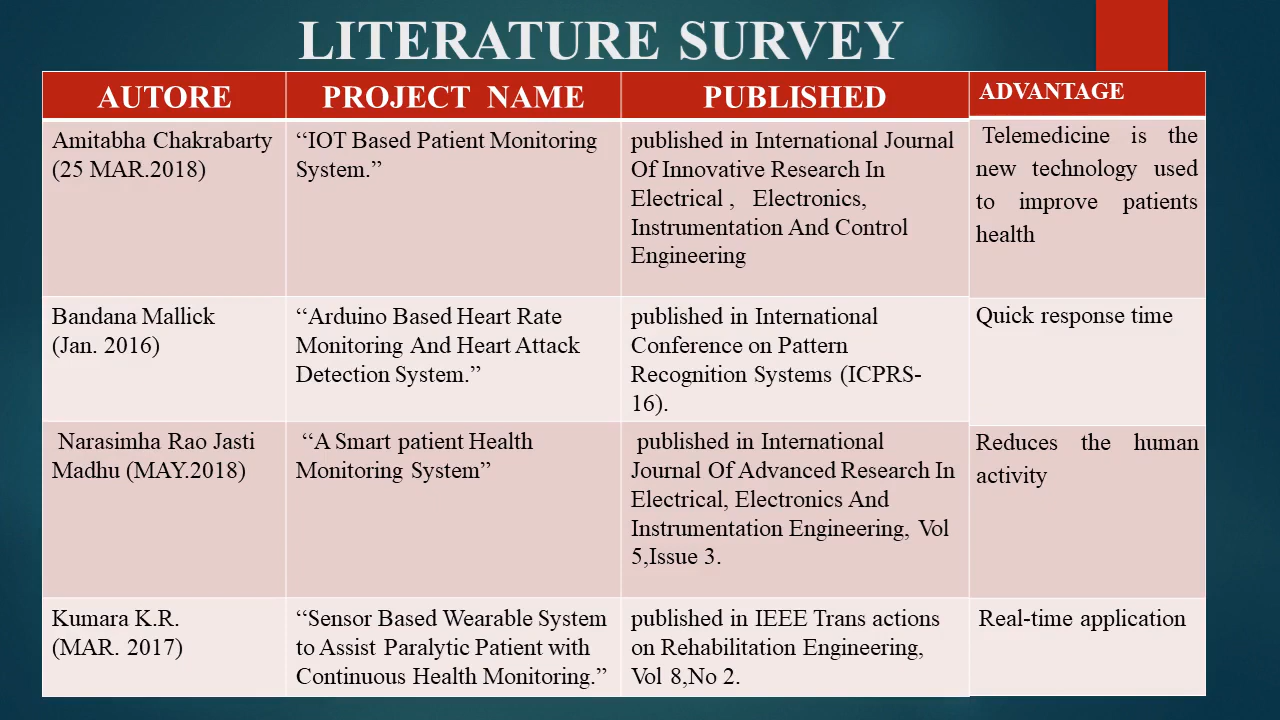 LITERATURE SURVEY
AUTORE
PROJECT NAME
PUBLISHED
ADVANTAGE
Amitabha Chakrabarty
(25 MAR.2018)
“IOT Based Patient Monitoring
System.”
published in International Journal
Of Innovative Research In
Electrical , Electronics,
Instrumentation And Control
Engineering
Telemedicine is the
new technology used
to improve patients
health
Bandana Mallick
(Jan. 2016)
“Arduino Based Heart Rate
Monitoring And Heart Attack
Detection System.”
published in International
Conference on Pattern
Recognition Systems (ICPRS-
16).
Quick response time
Narasimha Rao Jasti
Madhu (MAY.2018)
“A Smart patient Health
Monitoring System”
published in International
Journal Of Advanced Research In
Electrical, Electronics And
Instrumentation Engineering, Vol
5,Issue 3.
Reduces the human
activity
Kumara K.R.
(MAR. 2017)
“Sensor Based Wearable System
to Assist Paralytic Patient with
Continuous Health Monitoring.”
published in IEEE Trans actions
on Rehabilitation Engineering,
Vol 8,No 2.
Real-time application